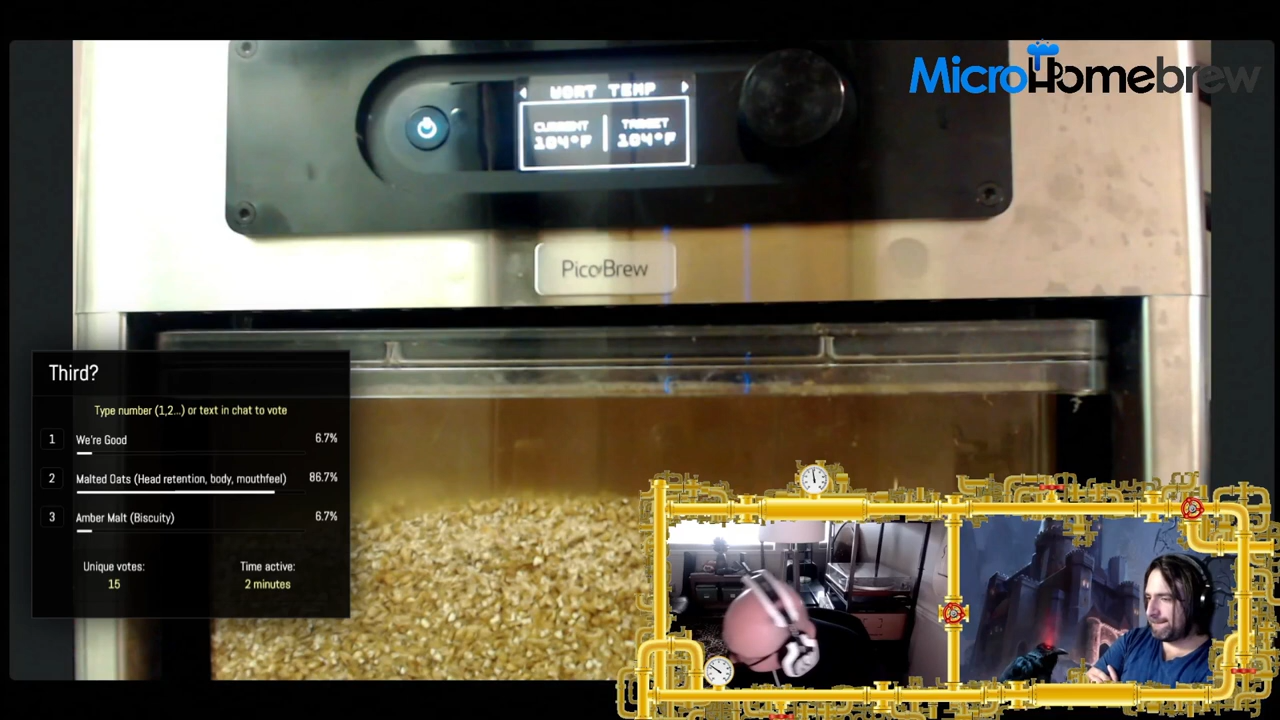 MicroHomebrew
WORT TEMP
CURRENT
TARGET
104°F
104°F
PicoBrew
Third?
Type number (1,2...) or text in chat to vote
1 We're Good 6.7%
2 Malted Oats (Head retention, body, mouthfeel) 86.7%
3 Amber Malt (Biscuity) 6.7%
Unique votes:
15
Time active:
2 minutes